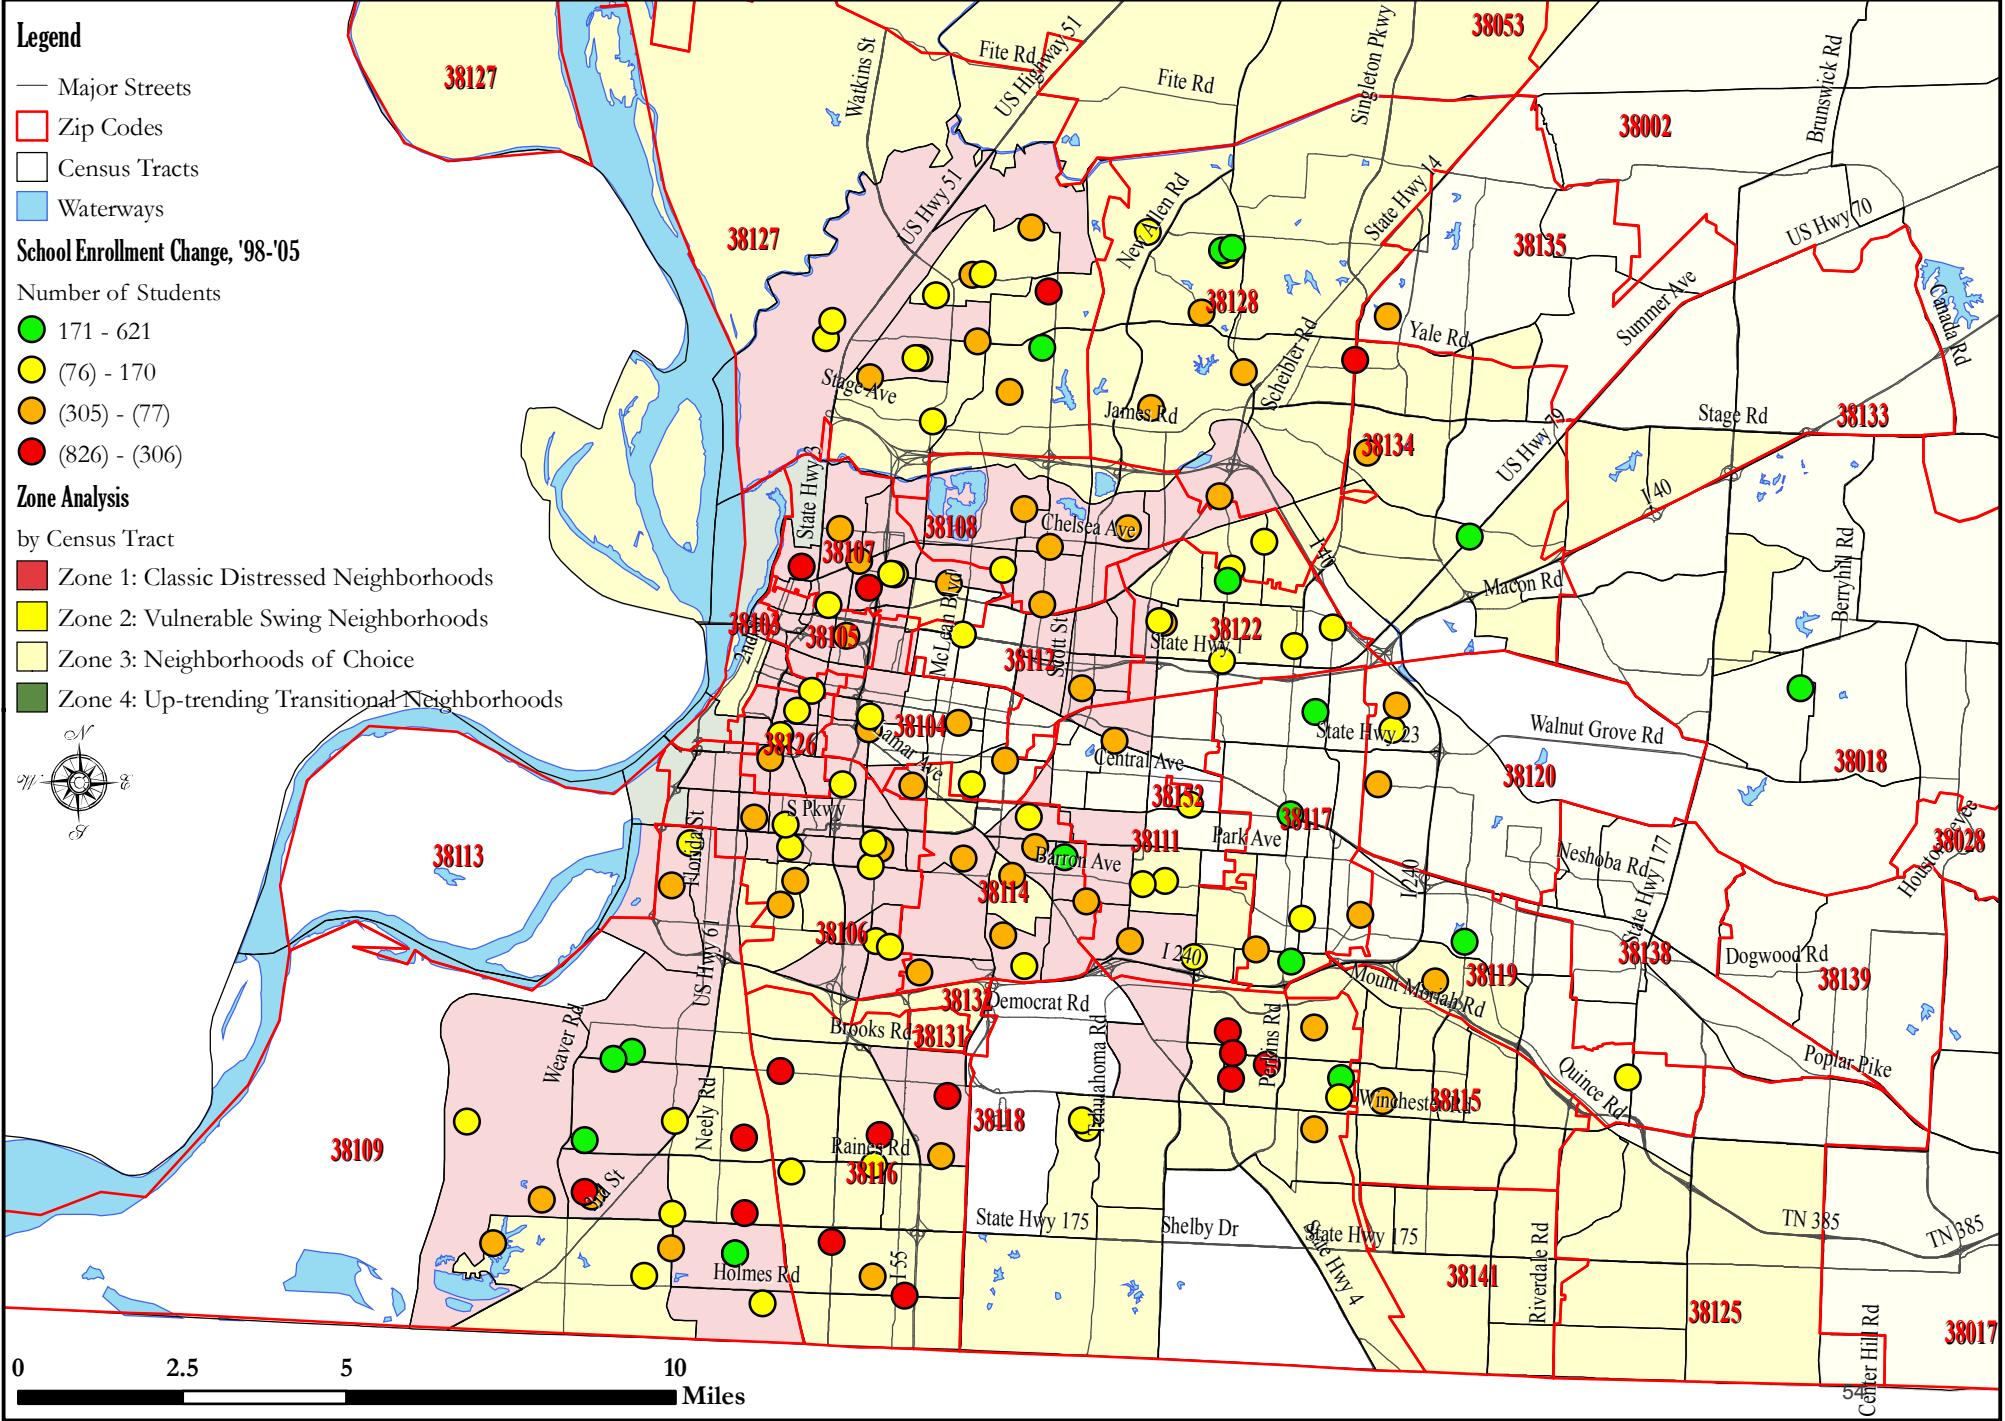 Legend
Major Streets
Zip Codes
Census Tracts
Waterways
School Enrollment Change, '98-'05
Number of Students
171 - 621
(76) - 170
(305) - (77)
(826) - (306)
Zone Analysis
by Census Tract
Zone 1: Classic Distressed Neighborhoods
Zone 2: Vulnerable Swing Neighborhoods
Zone 3: Neighborhoods of Choice
Zone 4: Up-trending Transitional Neighborhoods
N
W
E
S
0
2.5
5
10
Miles
38127
Watkins St
Fite Rd
US Highway 51
Fite Rd
Singleton Pkwy
38053
38002
Brunswick Rd
38127
US Hwy 51
New Allen Rd
State Hwy 14
38135
US Hwy 70
38128
Summer Ave
Canada Rd
Yale Rd
Scheibler Rd
Stage Ave
James Rd
38134
US Hwy 79
Stage Rd
38133
I 40
State Hwy 3
38108
Chelsea Ave
38107
I 40
Macon Rd
Berryhill Rd
38103
2nd
38105
McLean Blvd
38112
Scott St
State Hwy 1
38122
38126
38104
Lamar Ave
Central Ave
State Hwy 23
Walnut Grove Rd
38120
38018
S Pkwy
38152
38117
38111
Park Ave
38113
Florida St
Barron Ave
38114
I 240
Neshoba Rd
State Hwy 177
38028
Houston Levee
38106
US Hwy 61
I 240
38119
38138
Dogwood Rd
38139
Mount Moriah Rd
38132
Democrat Rd
Brooks Rd
38131
Weaver Rd
Neely Rd
38118
Tchulahoma Rd
Perkins Rd
Winchester Rd
38115
Quince Rd
Poplar Pike
38109
Raines Rd
38116
2nd St
State Hwy 175
Shelby Dr
State Hwy 175
State Hwy 4
TN 385
TN 385
Holmes Rd
I 55
38141
Riverdale Rd
38125
Center Hill Rd
38017
54